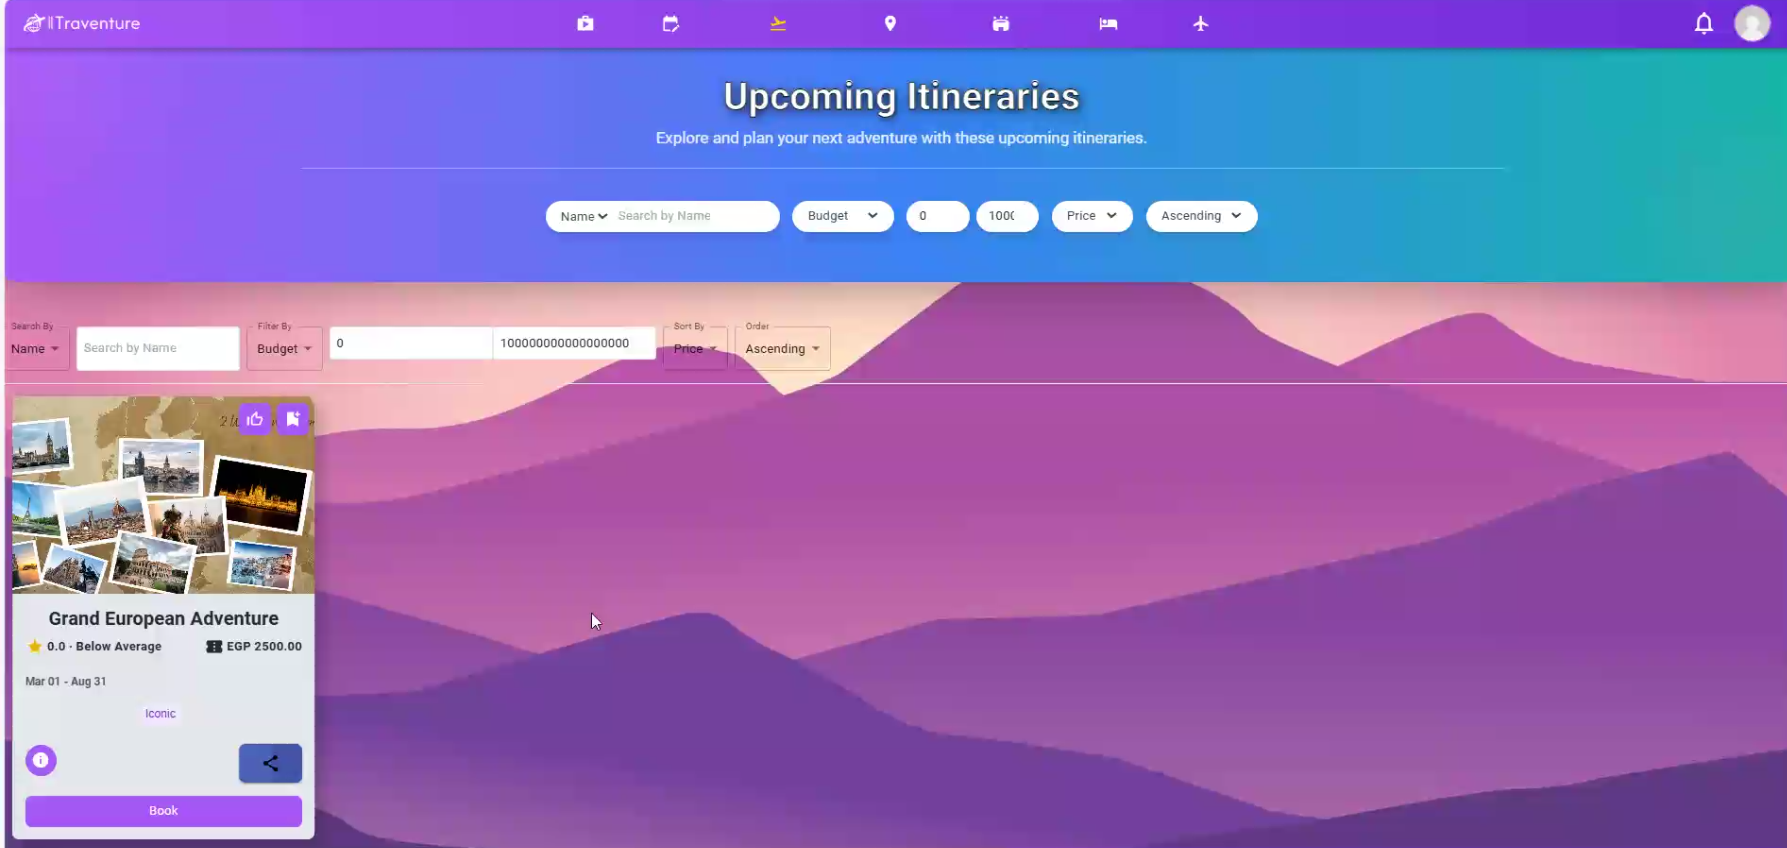 Traventure
Upcoming Itineraries
Explore and plan your next adventure with these upcoming itineraries.
Name Search by Name Budget 0 100 Price Ascending
Search By Filter By Sort By Order
Name Search by Name Budget 0 100000000000000000 Price Ascending
Grand European Adventure
0.0 · Below Average EGP 2500.00
Mar 01 - Aug 31
Iconic
Book